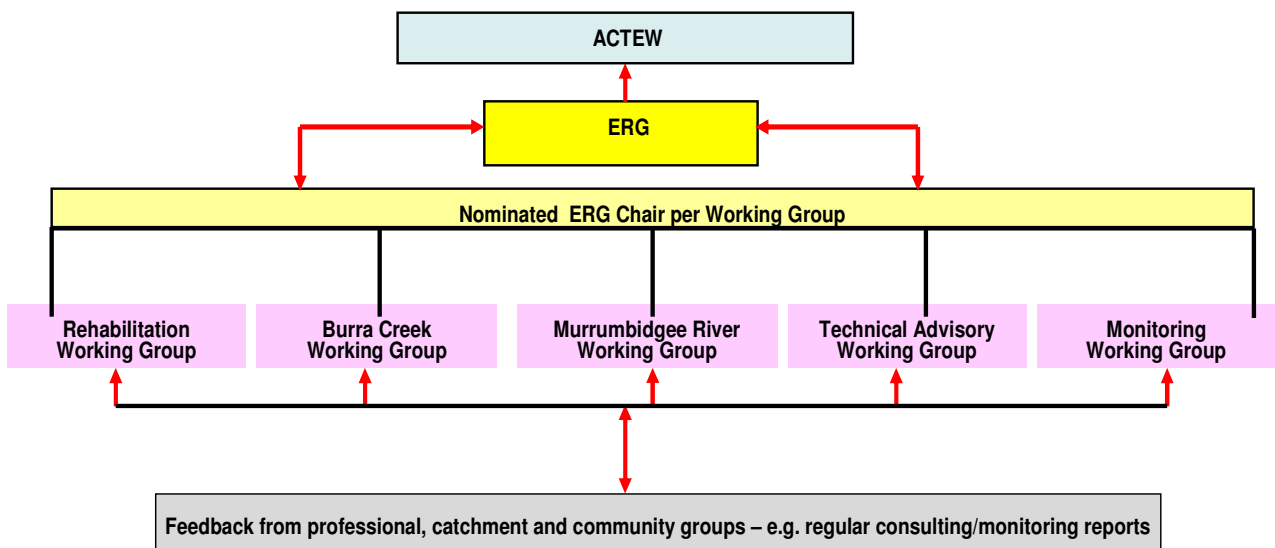 ACTEW
ERG
Nominated ERG Chair per Working Group
Rehabilitation
Working Group
Burra Creek
Working Group
Murrumbidgee River
Working Group
Technical Advisory
Working Group
Monitoring
Working Group
Feedback from professional, catchment and community groups – e.g. regular consulting/monitoring reports